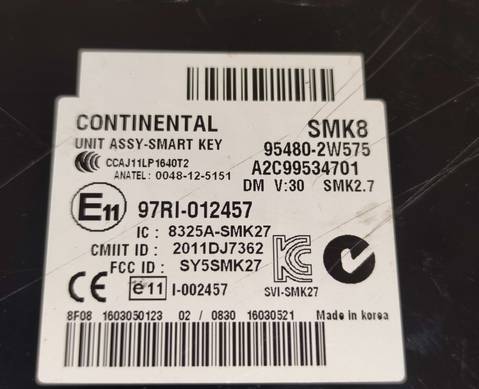 CONTINENTAL SMK8
UNIT ASSY-SMART KEY 95480-2W575
CCC CCAJ11LP1640T2 A2C99534701
ANATEL: 0048-12-5151 DM V:30 SMK2.7
E11 97RI-012457
IC : 8325A-SMK27
CMIIT ID : 2011DJ7362
FCC ID : SY5SMK27
CE e11 I-002457 SVI-SMK27
8F08 1603050123 02 / 0830 16030521 Made in korea